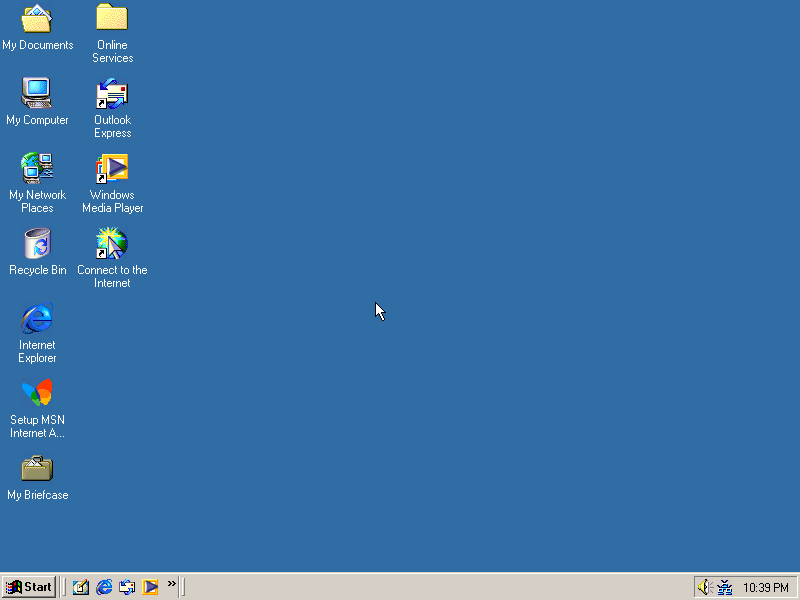 My Documents
Online
Services
My Computer
Outlook
Express
My Network
Places
Windows
Media Player
Recycle Bin
Connect to the
Internet
Internet
Explorer
Setup MSN
Internet A...
My Briefcase
Start
10:39 PM